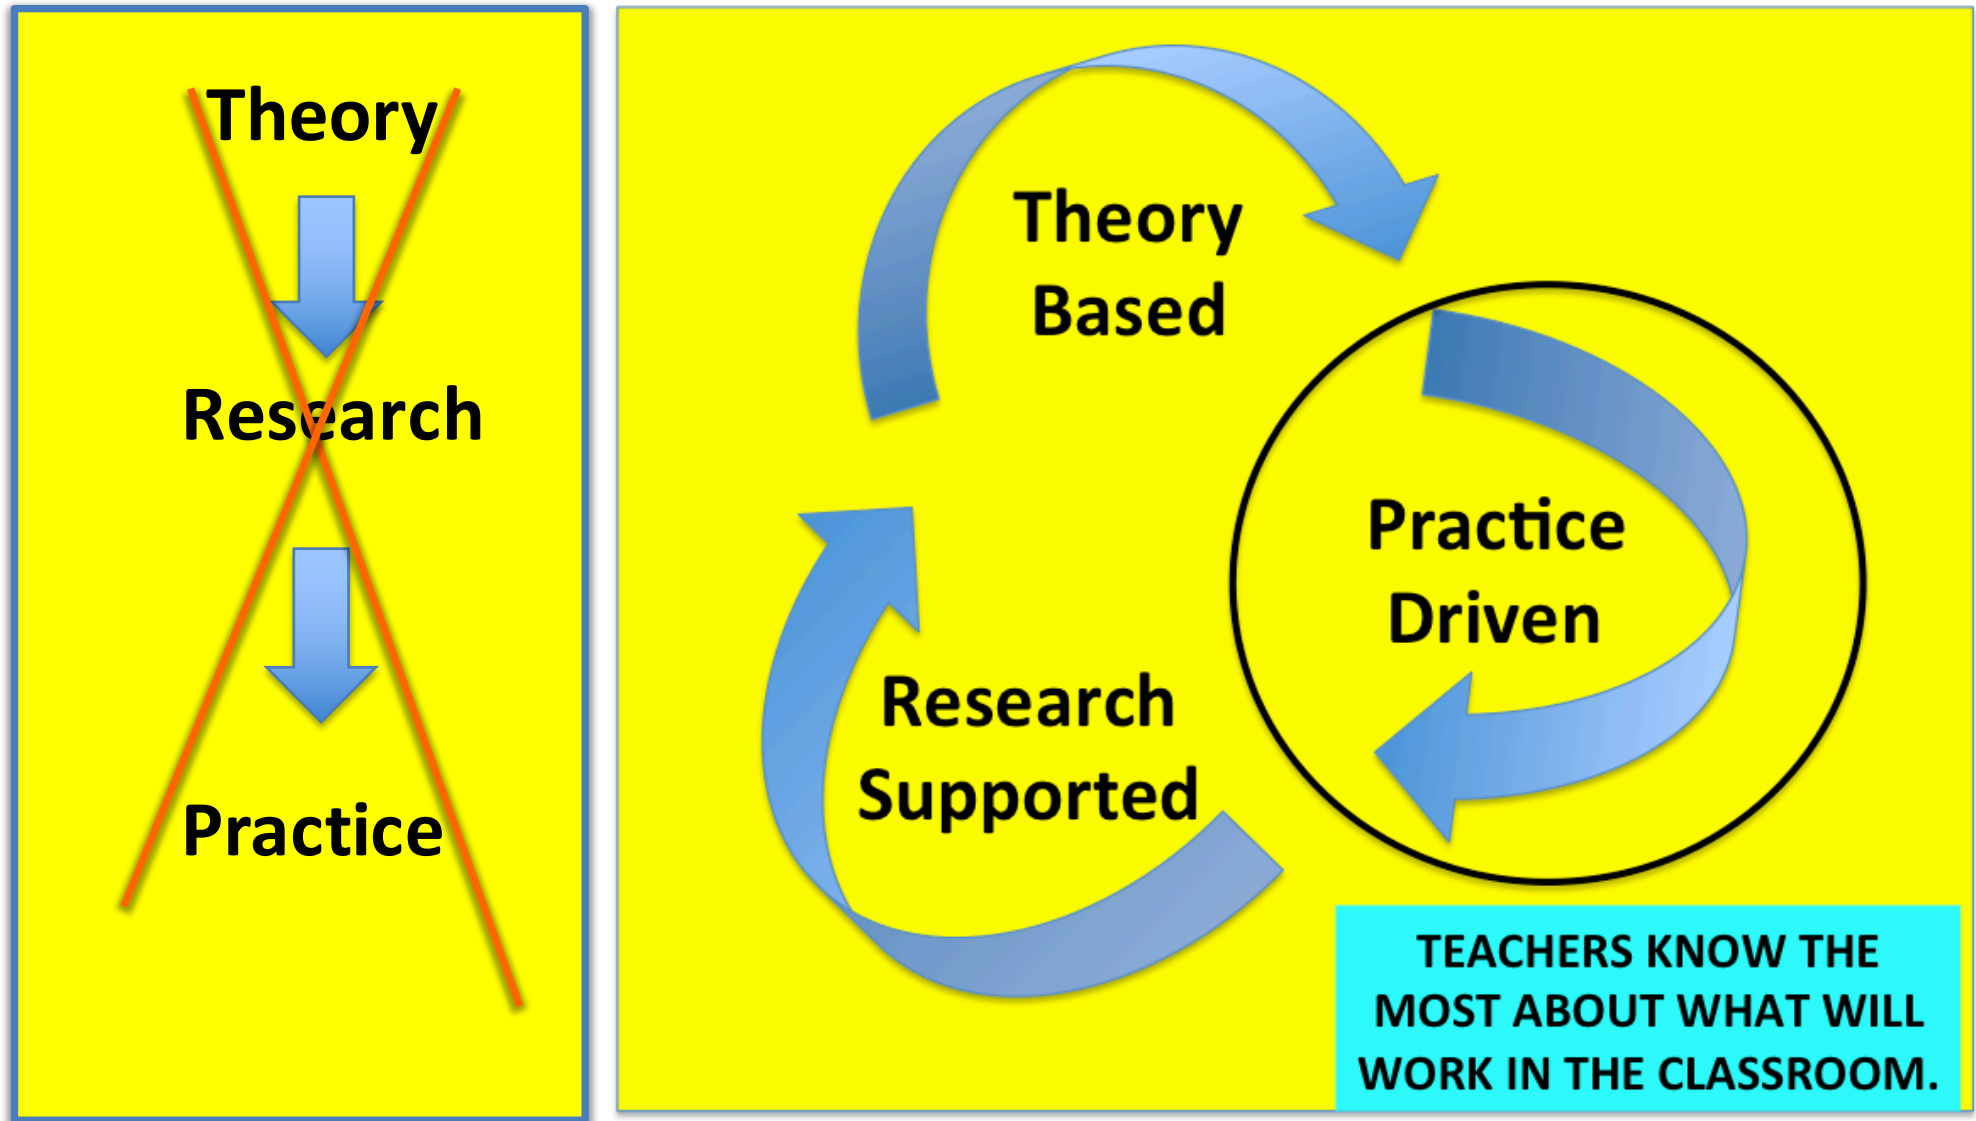 Theory
Research
Practice
Theory
Based
Practice
Driven
Research
Supported
TEACHERS KNOW THE
MOST ABOUT WHAT WILL
WORK IN THE CLASSROOM.